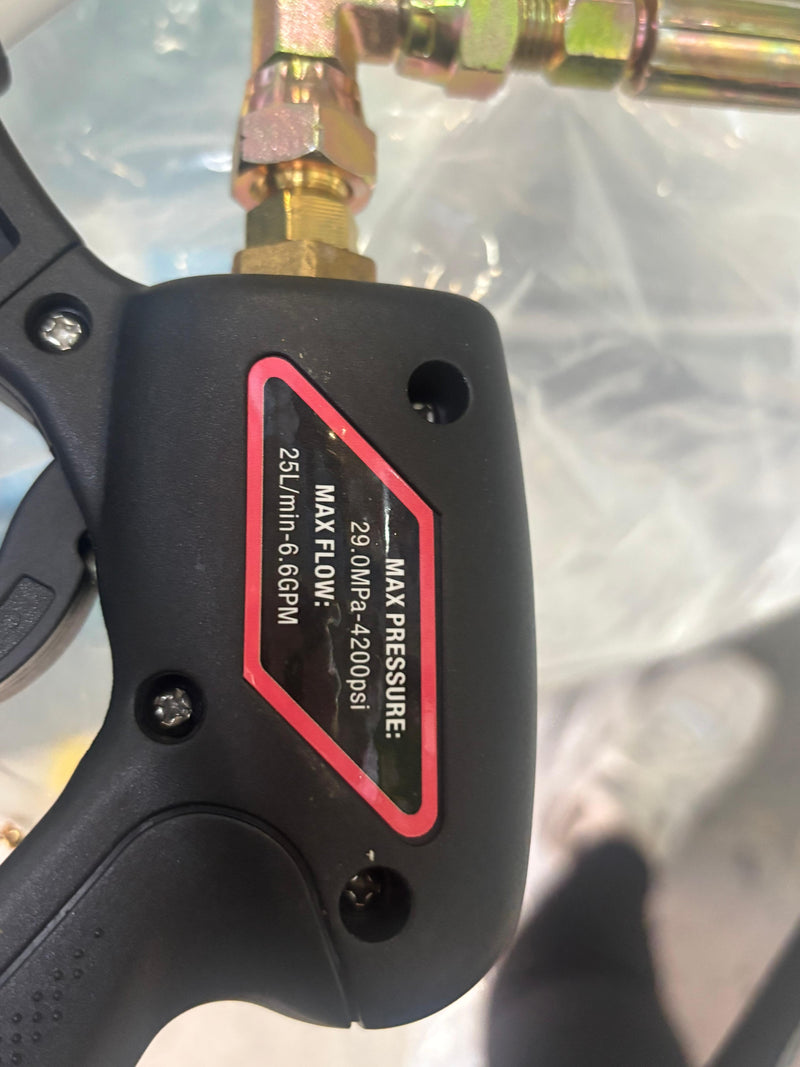 MAX PRESSURE:
29.0MPa-4200psi
MAX FLOW:
25L/min-6.6GPM